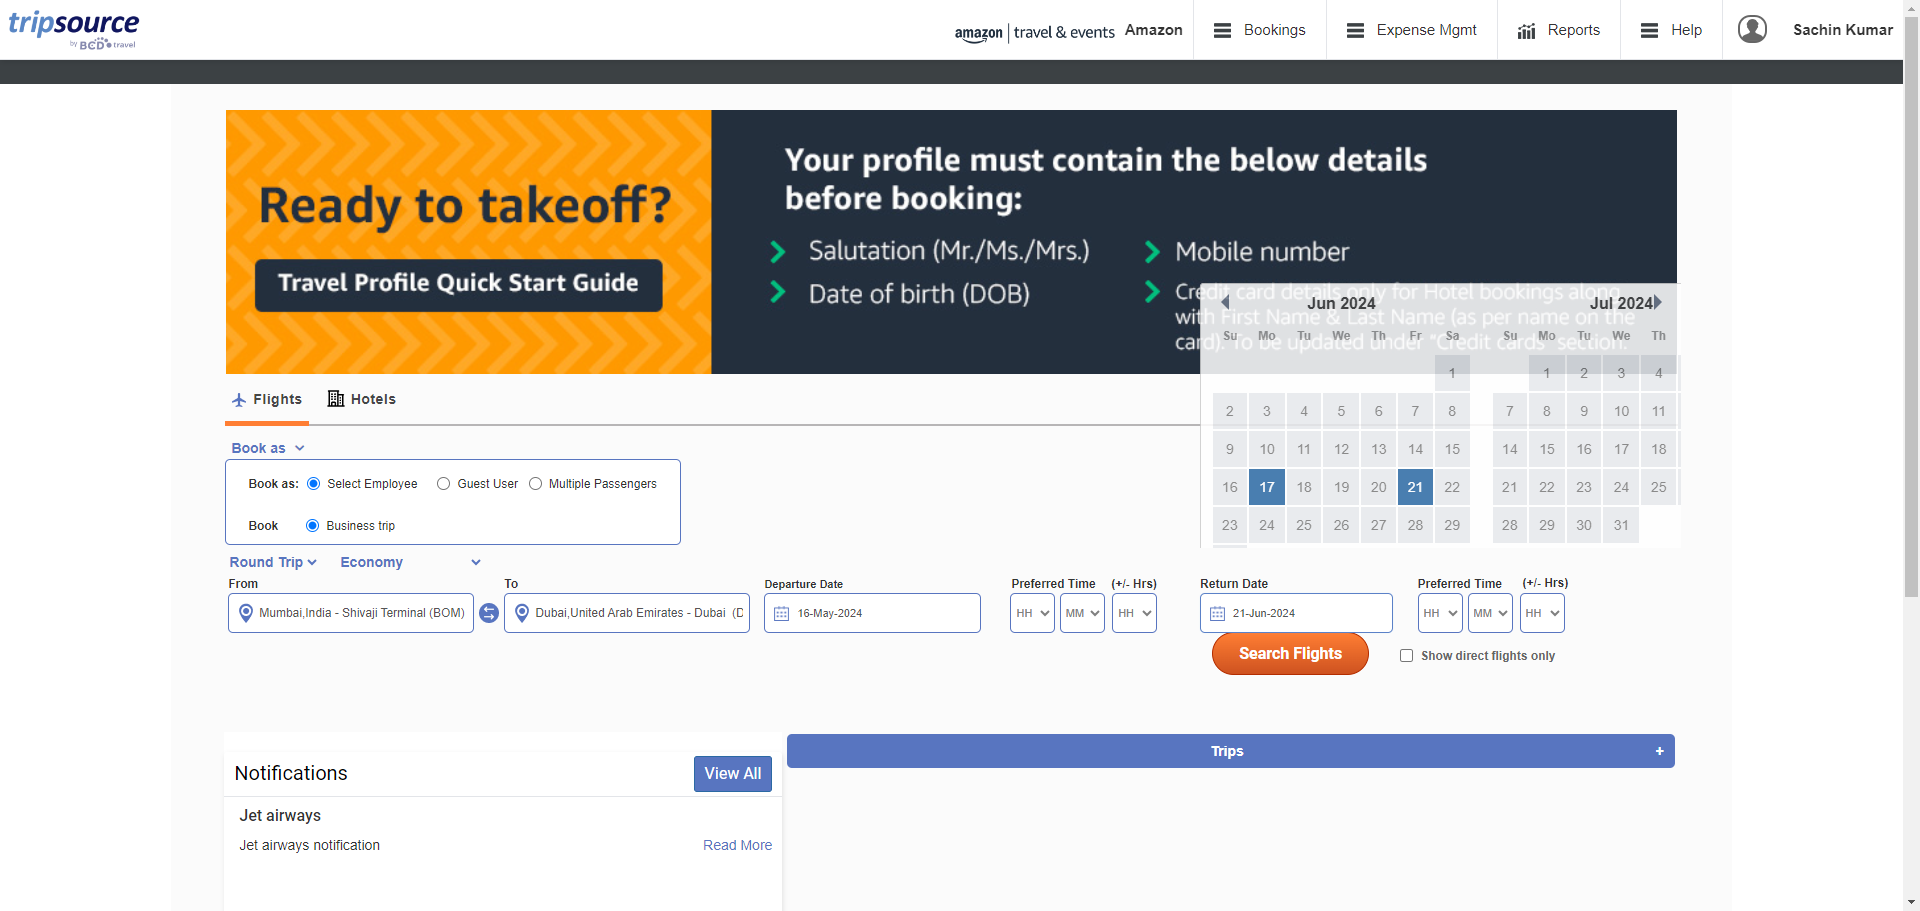 tripsource
by BCD travel
amazon | travel & events Amazon
Bookings
Expense Mgmt
Reports
Help
Sachin Kumar
Ready to takeoff?
Travel Profile Quick Start Guide
Your profile must contain the below details
before booking:
Salutation (Mr./Ms./Mrs.)
Mobile number
Date of birth (DOB)
Credit card details only for Hotel bookings along
with First Name & Last Name (as per name on the
card). To be updated under "Credit cards" section.
Jun 2024
Jul 2024
Su Mo Tu We Th Fr Sa
Su Mo Tu We Th
1
1 2 3 4
2 3 4 5 6 7 8
7 8 9 10 11
9 10 11 12 13 14 15
14 15 16 17 18
16 17 18 19 20 21 22
21 22 23 24 25
23 24 25 26 27 28 29
28 29 30 31
Flights
Hotels
Book as
Book as: Select Employee Guest User Multiple Passengers
Book Business trip
Round Trip
Economy
From
To
Departure Date
Preferred Time (+/- Hrs)
Return Date
Preferred Time (+/- Hrs)
Mumbai,India - Shivaji Terminal (BOM)
Dubai,United Arab Emirates - Dubai (D
16-May-2024
HH MM HH
21-Jun-2024
HH MM HH
Search Flights
Show direct flights only
Trips +
Notifications
View All
Jet airways
Jet airways notification
Read More